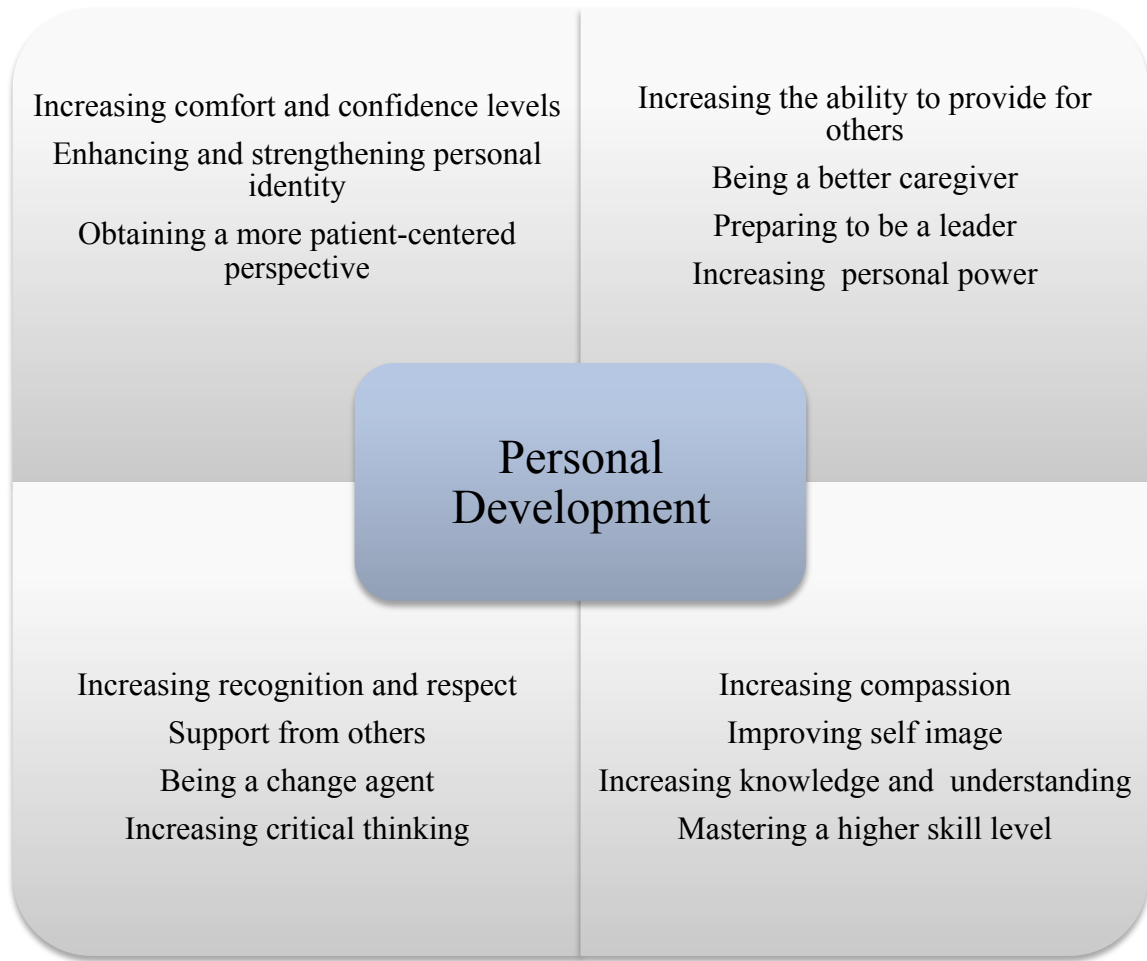 Increasing comfort and confidence levels
Enhancing and strengthening personal
identity
Obtaining a more patient-centered
perspective
Increasing the ability to provide for
others
Being a better caregiver
Preparing to be a leader
Increasing  personal power
Personal
Development
Increasing recognition and respect
Support from others
Being a change agent
Increasing critical thinking
Increasing compassion
Improving self image
Increasing knowledge and  understanding
Mastering a higher skill level